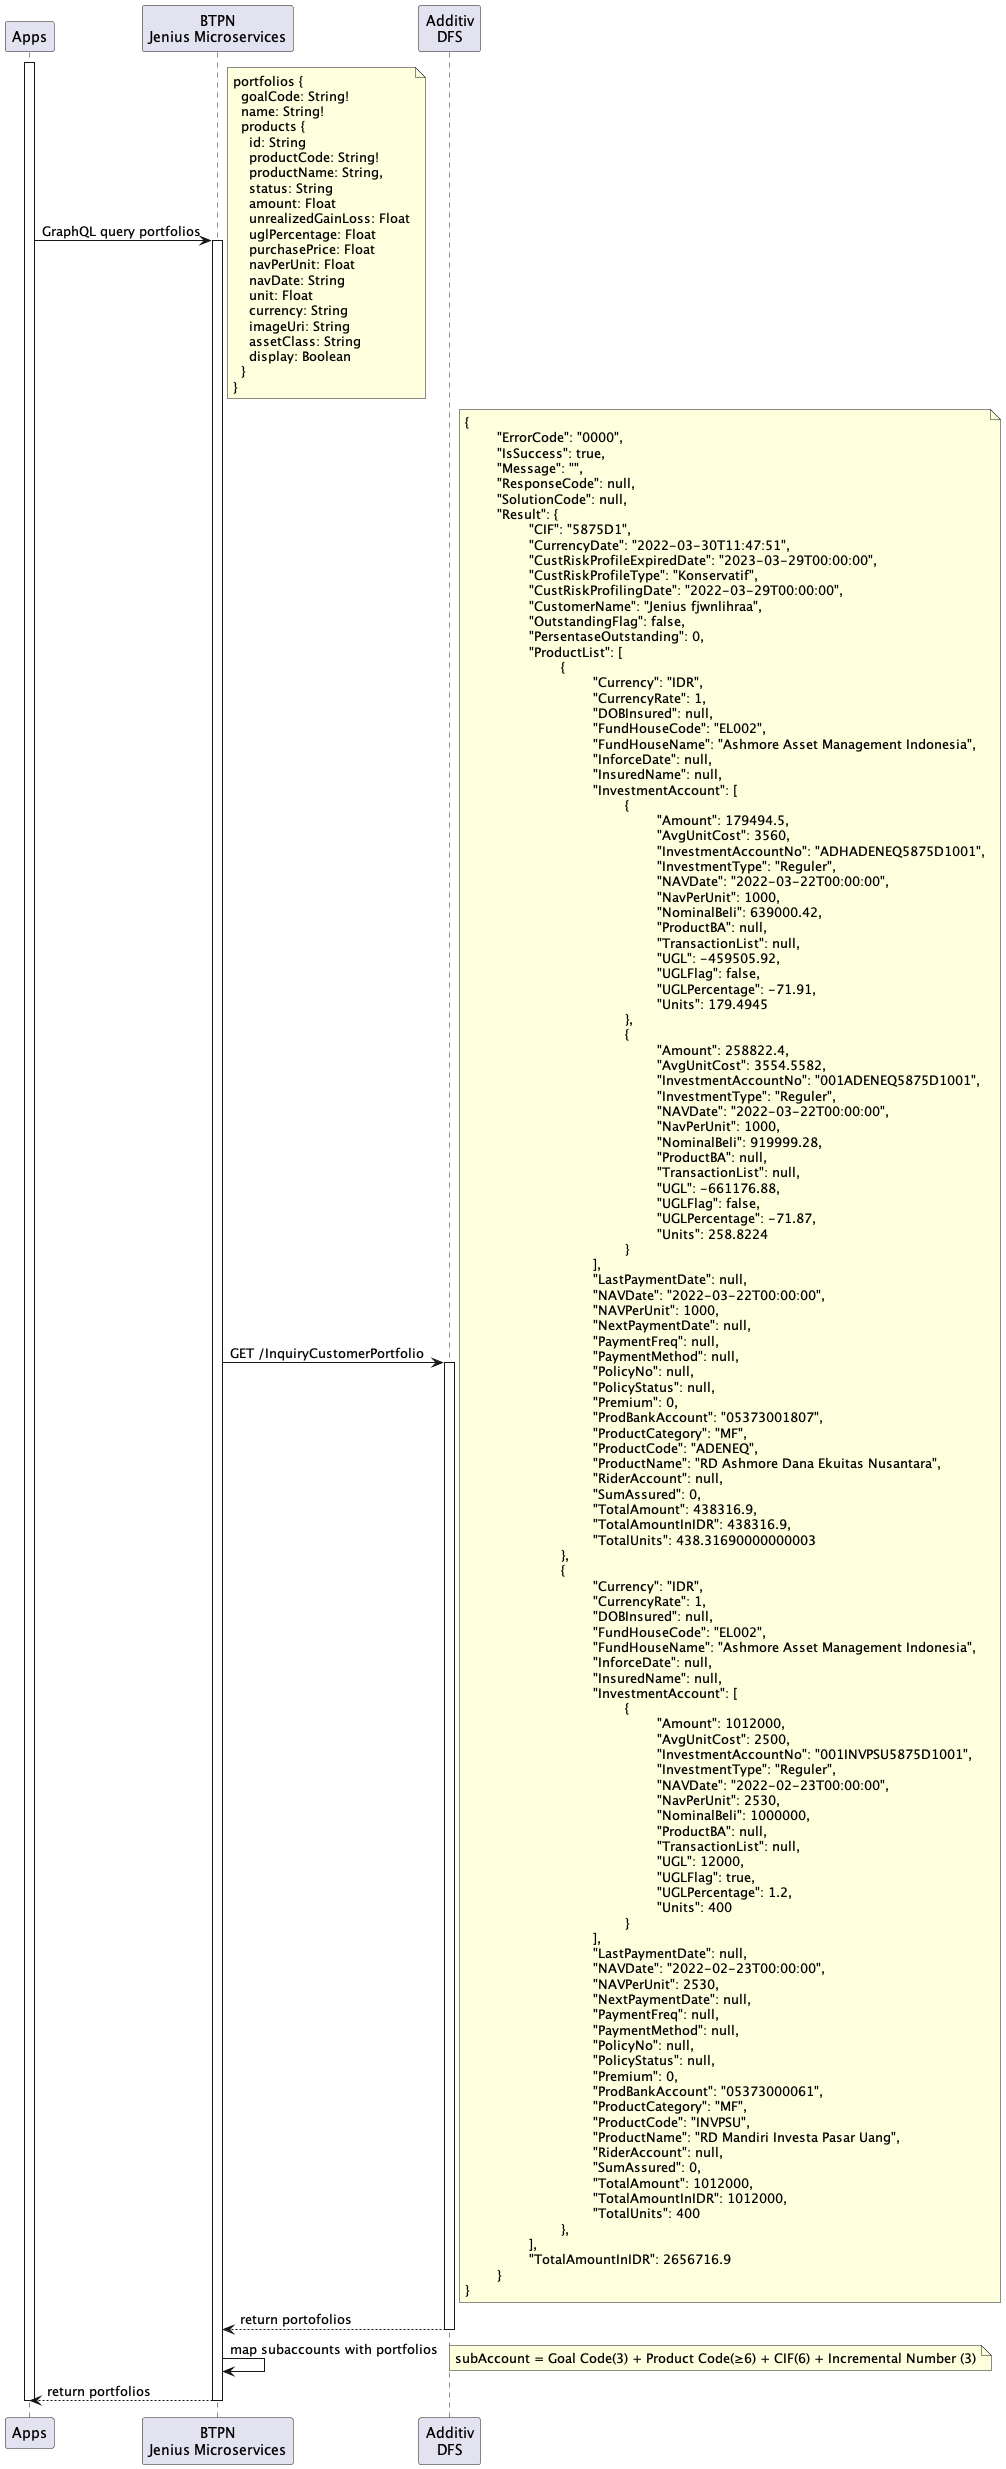 Apps
BTPN
Jenius Microservices
Additiv
DFS
portfolios {
goalCode: String!
name: String!
products {
id: String
productCode: String!
productName: String,
status: String
amount: Float
unrealizedGainLoss: Float
uglPercentage: Float
purchasePrice: Float
navPerUnit: Float
navDate: String
unit: Float
currency: String
imageUri: String
assetClass: String
display: Boolean
}
}
GraphQL query portfolios
{
"ErrorCode": "0000",
"IsSuccess": true,
"Message": "",
"ResponseCode": null,
"SolutionCode": null,
"Result": {
"CIF": "5875D1",
"CurrencyDate": "2022-03-30T11:47:51",
"CustRiskProfileExpiredDate": "2023-03-29T00:00:00",
"CustRiskProfileType": "Konservatif",
"CustRiskProfilingDate": "2022-03-29T00:00:00",
"CustomerName": "Jenius fjwnlihraa",
"OutstandingFlag": false,
"PersentaseOutstanding": 0,
"ProductList": [
{
"Currency": "IDR",
"CurrencyRate": 1,
"DOBInsured": null,
"FundHouseCode": "EL002",
"FundHouseName": "Ashmore Asset Management Indonesia",
"InforceDate": null,
"InsuredName": null,
"InvestmentAccount": [
{
"Amount": 179494.5,
"AvgUnitCost": 3560,
"InvestmentAccountNo": "ADHADENEQ5875D1001",
"InvestmentType": "Reguler",
"NAVDate": "2022-03-22T00:00:00",
"NavPerUnit": 1000,
"NominalBeli": 639000.42,
"ProductBA": null,
"TransactionList": null,
"UGL": -459505.92,
"UGLFlag": false,
"UGLPercentage": -71.91,
"Units": 179.4945
},
{
"Amount": 258822.4,
"AvgUnitCost": 3554.5582,
"InvestmentAccountNo": "001ADENEQ5875D1001",
"InvestmentType": "Reguler",
"NAVDate": "2022-03-22T00:00:00",
"NavPerUnit": 1000,
"NominalBeli": 919999.28,
"ProductBA": null,
"TransactionList": null,
"UGL": -661176.88,
"UGLFlag": false,
"UGLPercentage": -71.87,
"Units": 258.8224
}
],
"LastPaymentDate": null,
"NAVDate": "2022-03-22T00:00:00",
"NAVPerUnit": 1000,
"NextPaymentDate": null,
"PaymentFreq": null,
"PaymentMethod": null,
"PolicyNo": null,
"PolicyStatus": null,
"Premium": 0,
"ProdBankAccount": "05373001807",
"ProductCategory": "MF",
"ProductCode": "ADENEQ",
"ProductName": "RD Ashmore Dana Ekuitas Nusantara",
"RiderAccount": null,
"SumAssured": 0,
"TotalAmount": 438316.9,
"TotalAmountInIDR": 438316.9,
"TotalUnits": 438.31690000000003
},
{
"Currency": "IDR",
"CurrencyRate": 1,
"DOBInsured": null,
"FundHouseCode": "EL002",
"FundHouseName": "Ashmore Asset Management Indonesia",
"InforceDate": null,
"InsuredName": null,
"InvestmentAccount": [
{
"Amount": 1012000,
"AvgUnitCost": 2500,
"InvestmentAccountNo": "001INVPSU5875D1001",
"InvestmentType": "Reguler",
"NAVDate": "2022-02-23T00:00:00",
"NavPerUnit": 2530,
"NominalBeli": 1000000,
"ProductBA": null,
"TransactionList": null,
"UGL": 12000,
"UGLFlag": true,
"UGLPercentage": 1.2,
"Units": 400
}
],
"LastPaymentDate": null,
"NAVDate": "2022-02-23T00:00:00",
"NAVPerUnit": 2530,
"NextPaymentDate": null,
"PaymentFreq": null,
"PaymentMethod": null,
"PolicyNo": null,
"PolicyStatus": null,
"Premium": 0,
"ProdBankAccount": "05373000061",
"ProductCategory": "MF",
"ProductCode": "INVPSU",
"ProductName": "RD Mandiri Investa Pasar Uang",
"RiderAccount": null,
"SumAssured": 0,
"TotalAmount": 1012000,
"TotalAmountInIDR": 1012000,
"TotalUnits": 400
},
],
"TotalAmountInIDR": 2656716.9
}
}
GET /InquiryCustomerPortfolio
return portofolios
map subaccounts with portfolios
subAccount = Goal Code(3) + Product Code(≥6) + CIF(6) + Incremental Number (3)
return portfolios
Apps
BTPN
Jenius Microservices
Additiv
DFS